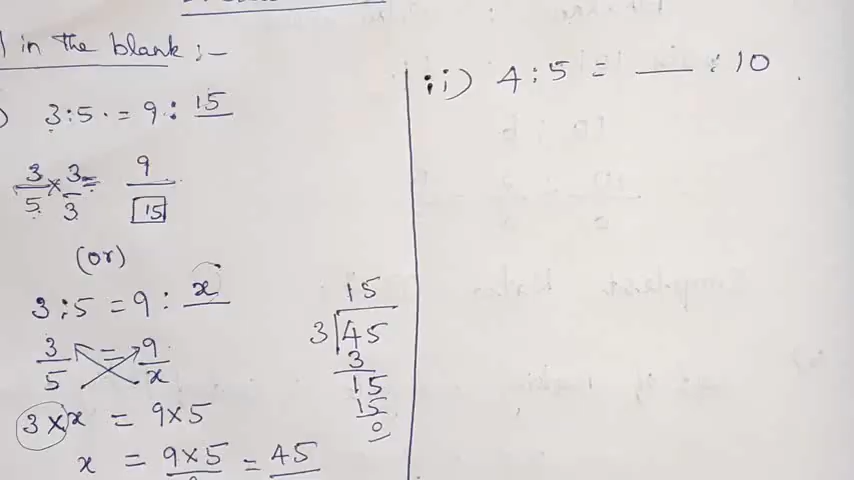 in the blank :-
3:5 = 9 : 15
3/5 × 3/3 = 9/15
(or)
3:5 = 9 : x
3/5 = 9/x
3 × x = 9×5
x = 9×5 = 45
15
3 45
3
15
15
0
ii) 4:5 = __ : 10